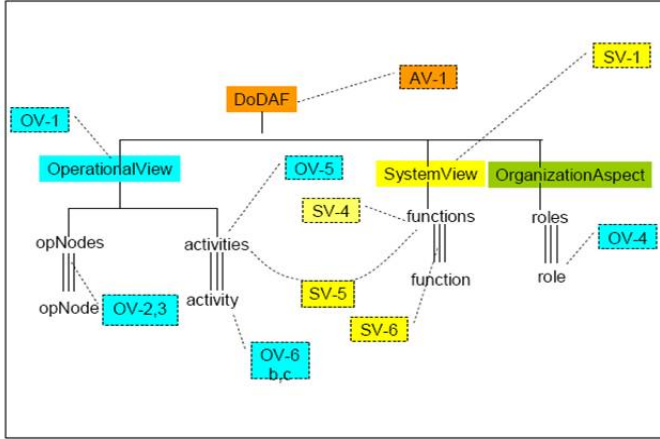 SV-1
AV-1
DoDAF
OV-1
OperationalView
OV-5
SystemView
OrganizationAspect
SV-4
functions
roles
opNodes
activities
OV-4
SV-5
function
role
opNode
OV-2,3
activity
SV-6
OV-6
b,c